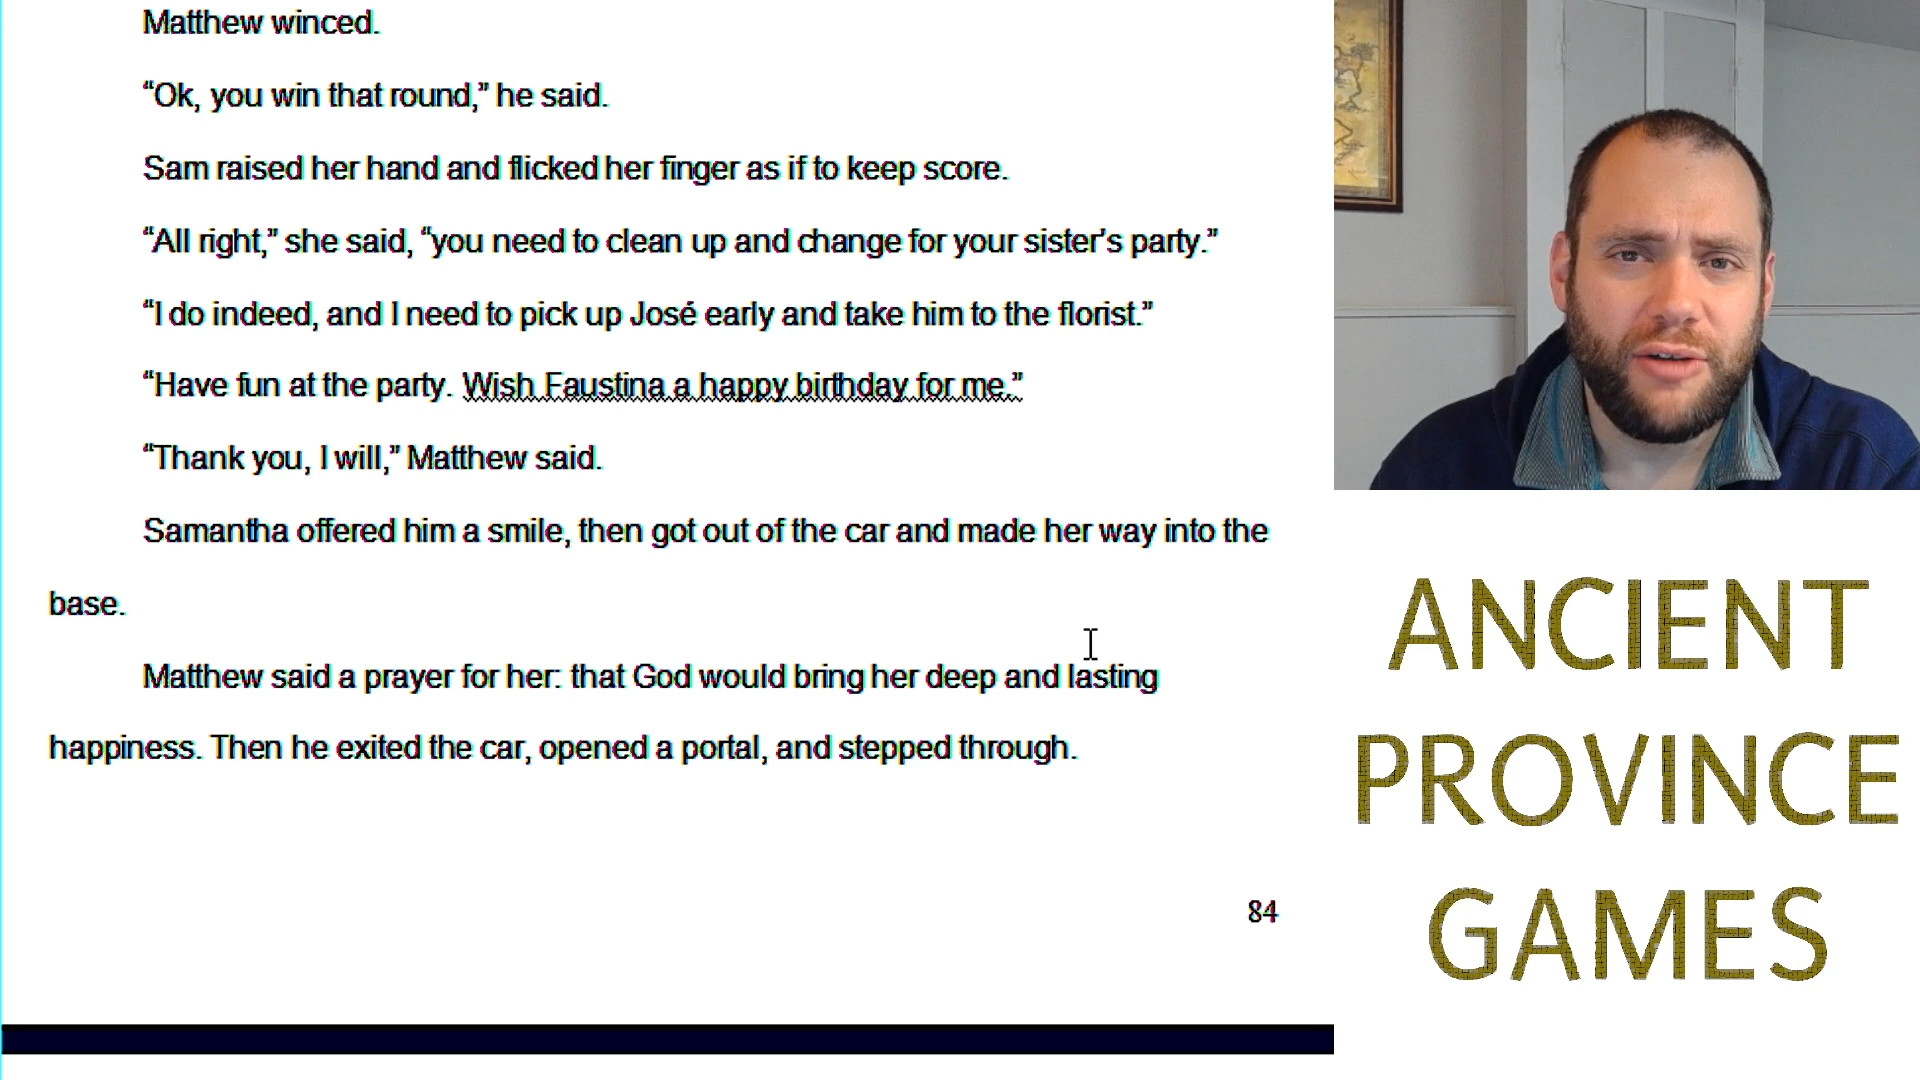 Matthew winced.
“Ok, you win that round,” he said.
Sam raised her hand and flicked her finger as if to keep score.
“All right,” she said, “you need to clean up and change for your sister's party.”
“I do indeed, and I need to pick up José early and take him to the florist.”
“Have fun at the party. Wish Faustina a happy birthday for me.”
“Thank you, I will,” Matthew said.
Samantha offered him a smile, then got out of the car and made her way into the
base.
Matthew said a prayer for her: that God would bring her deep and lasting
happiness. Then he exited the car, opened a portal, and stepped through.
84
ANCIENT
PROVINCE
GAMES